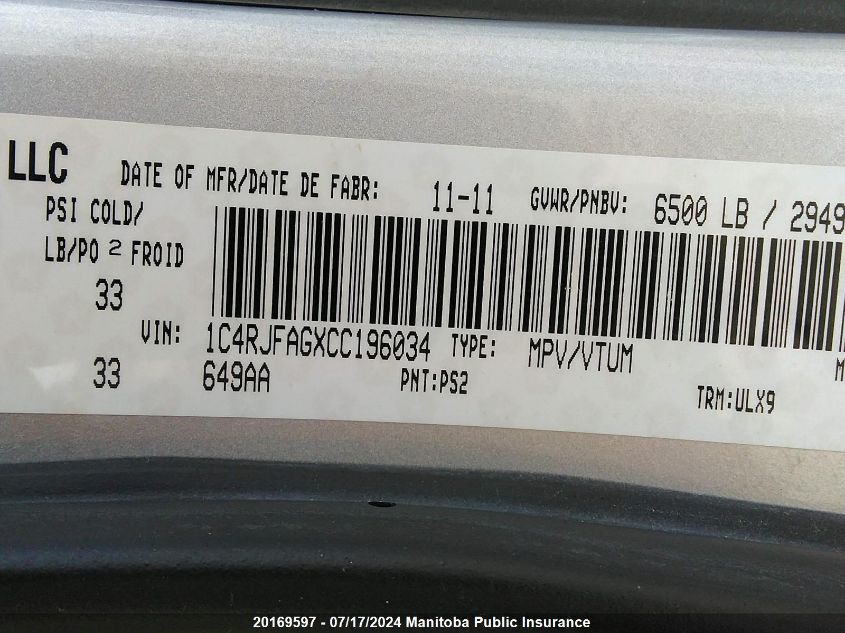 LLC DATE OF MFR/DATE DE FABR: 11-11 GVWR/PNBV: 6500 LB / 2949
PSI COLD/
LB/PO 2 FROID
33
VIN: 1C4RJFAGXCC196034 TYPE: MPV/VTUM
33 649AA PNT:PS2 TRM:ULX9
20169597 - 07/17/2024 Manitoba Public Insurance